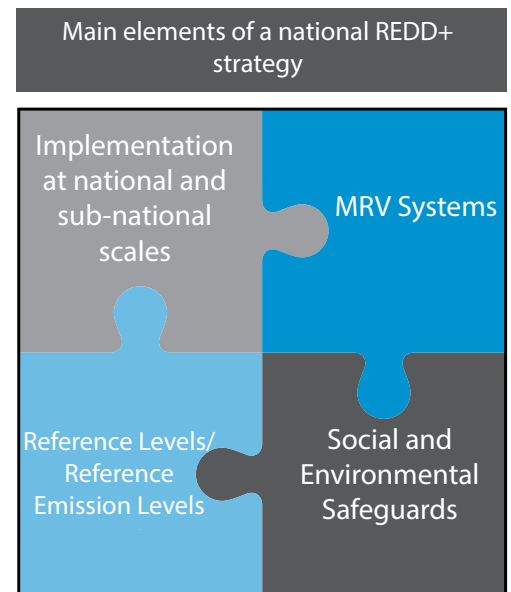 Main elements of a national REDD+
strategy
Implementation
at national and
sub-national
scales
MRV Systems
Reference Levels/
Reference
Emission Levels
Social and
Environmental
Safeguards